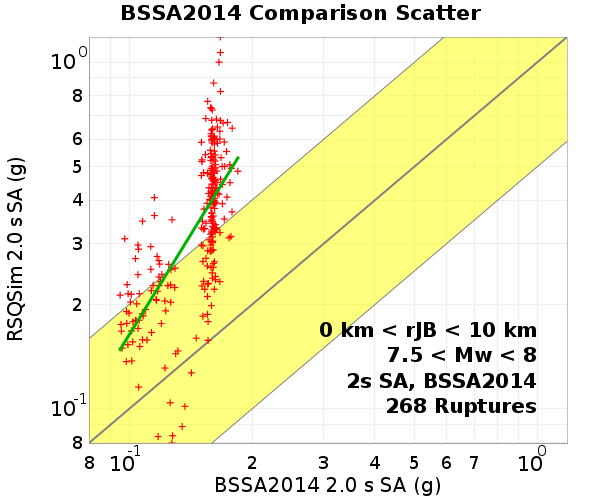 BSSA2014 Comparison Scatter
RSQSim 2.0 s SA (g)
10^0
8
6
5
4
3
2
10^-1
8
0 km < rJB < 10 km
7.5 < Mw < 8
2s SA, BSSA2014
268 Ruptures
8 10^-1 2 3 4 5 6 7 10^0
BSSA2014 2.0 s SA (g)